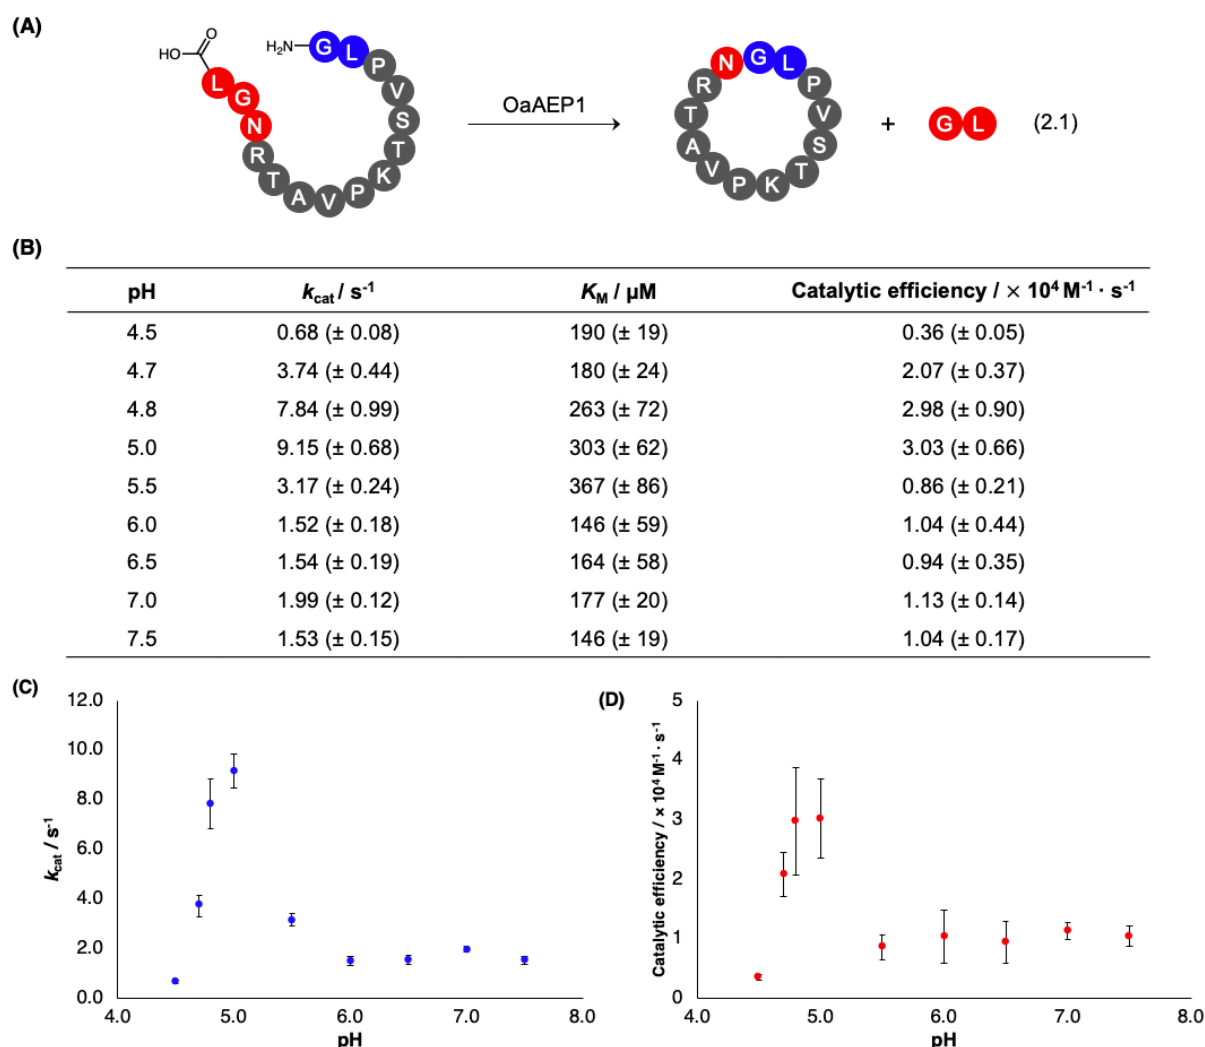 (A)
HO
O
H₂N
G L P V S T K P V A T R N G L
OaAEP1
N G L P V S T K P V A T R
+
G L
(2.1)
(B)
pH kcat / s-1 KM / µM Catalytic efficiency / × 10⁴ M-1 · s-1
4.5 0.68 (± 0.08) 190 (± 19) 0.36 (± 0.05)
4.7 3.74 (± 0.44) 180 (± 24) 2.07 (± 0.37)
4.8 7.84 (± 0.99) 263 (± 72) 2.98 (± 0.90)
5.0 9.15 (± 0.68) 303 (± 62) 3.03 (± 0.66)
5.5 3.17 (± 0.24) 367 (± 86) 0.86 (± 0.21)
6.0 1.52 (± 0.18) 146 (± 59) 1.04 (± 0.44)
6.5 1.54 (± 0.19) 164 (± 58) 0.94 (± 0.35)
7.0 1.99 (± 0.12) 177 (± 20) 1.13 (± 0.14)
7.5 1.53 (± 0.15) 146 (± 19) 1.04 (± 0.17)
(C)
kcat / s-1
12.0
10.0
8.0
6.0
4.0
2.0
0.0
4.0 5.0 6.0 7.0 8.0
pH
(D)
Catalytic efficiency / × 10⁴ M-1 · s-1
5
4
3
2
1
0
4.0 5.0 6.0 7.0 8.0
pH